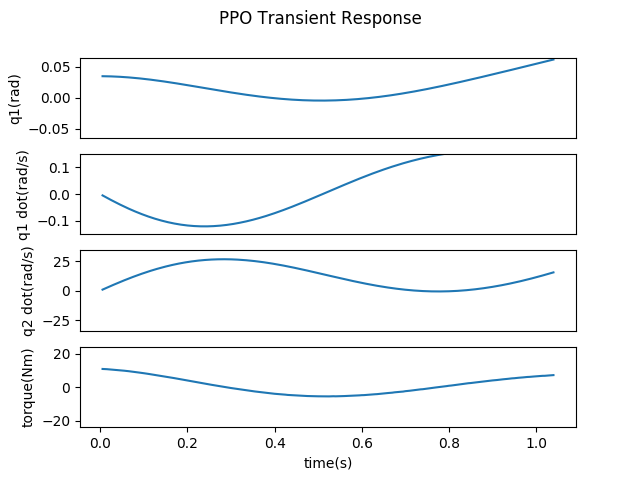 PPO Transient Response
q1(rad)
0.05
0.00
−0.05
q1 dot(rad/s)
0.1
0.0
−0.1
q2 dot(rad/s)
25
0
−25
torque(Nm)
20
0
−20
0.0 0.2 0.4 0.6 0.8 1.0
time(s)